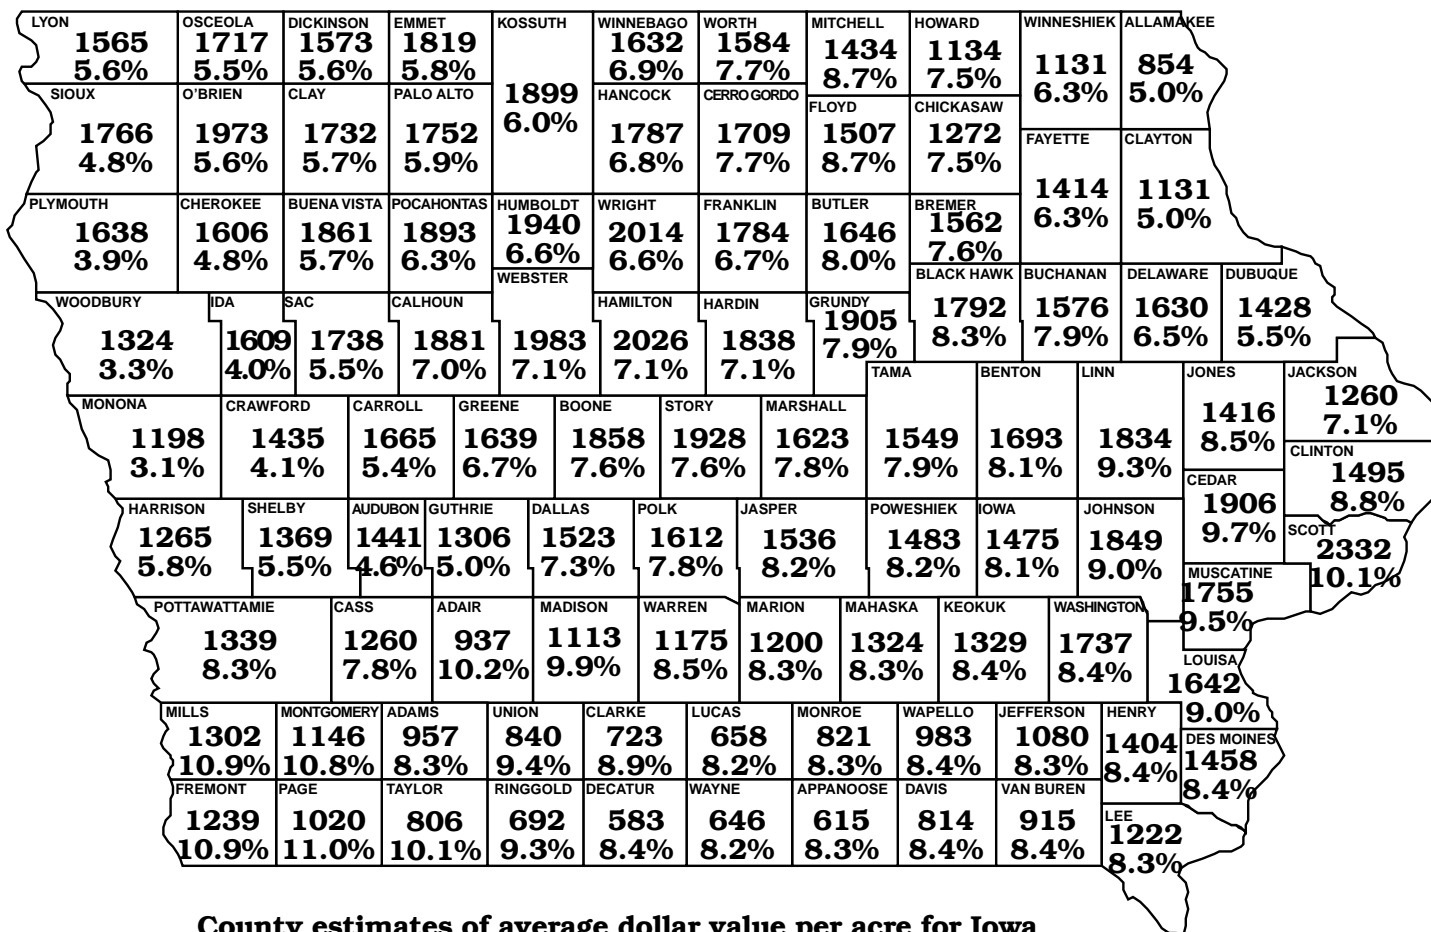 LYON OSCEOLA DICKINSON EMMET KOSSUTH WINNEBAGO WORTH MITCHELL HOWARD WINNESHIEK ALLAMAKEE
1565 1717 1573 1819 1632 1584 1434 1134 1131 854
5.6% 5.5% 5.6% 5.8% 6.9% 7.7% 8.7% 7.5% 6.3% 5.0%
SIOUX O'BRIEN CLAY PALO ALTO 1899 HANCOCK CERRO GORDO FLOYD CHICKASAW FAYETTE CLAYTON
1766 1973 1732 1752 6.0% 1787 1709 1507 1272 1414 1131
4.8% 5.6% 5.7% 5.9% 6.8% 7.7% 8.7% 7.5% 6.3% 5.0%
PLYMOUTH CHEROKEE BUENA VISTA POCAHONTAS HUMBOLDT WRIGHT FRANKLIN BUTLER BREMER
1638 1606 1861 1893 1940 2014 1784 1646 1562
3.9% 4.8% 5.7% 6.3% 6.6% 6.6% 6.7% 8.0% 7.6%
WOODBURY IDA SAC CALHOUN WEBSTER HAMILTON HARDIN GRUNDY BLACK HAWK BUCHANAN DELAWARE DUBUQUE
1324 1609 1738 1881 1983 2026 1838 1905 1792 1576 1630 1428
3.3% 4.0% 5.5% 7.0% 7.1% 7.1% 7.1% 7.9% 8.3% 7.9% 6.5% 5.5%
MONONA CRAWFORD CARROLL GREENE BOONE STORY MARSHALL TAMA BENTON LINN JONES JACKSON
1198 1435 1665 1639 1858 1928 1623 1549 1693 1834 1416 1260
3.1% 4.1% 5.4% 6.7% 7.6% 7.6% 7.8% 7.9% 8.1% 9.3% 8.5% 7.1%
CEDAR CLINTON
1906 1495
9.7% 8.8%
HARRISON SHELBY AUDUBON GUTHRIE DALLAS POLK JASPER POWESHIEK IOWA JOHNSON MUSCATINE SCOTT
1265 1369 1441 1306 1523 1612 1536 1483 1475 1849 1755 2332
5.8% 5.5% 4.6% 5.0% 7.3% 7.8% 8.2% 8.2% 8.1% 9.0% 9.5% 10.1%
POTTAWATTAMIE CASS ADAIR MADISON WARREN MARION MAHASKA KEOKUK WASHINGTON LOUISA
1339 1260 937 1113 1175 1200 1324 1329 1737 1642
8.3% 7.8% 10.2% 9.9% 8.5% 8.3% 8.3% 8.4% 8.4% 9.0%
MILLS MONTGOMERY ADAMS UNION CLARKE LUCAS MONROE WAPELLO JEFFERSON HENRY DES MOINES
1302 1146 957 840 723 658 821 983 1080 1404 1458
10.9% 10.8% 8.3% 9.4% 8.9% 8.2% 8.3% 8.4% 8.3% 8.4% 8.4%
FREMONT PAGE TAYLOR RINGGOLD DECATUR WAYNE APPANOOSE DAVIS VAN BUREN LEE
1239 1020 806 692 583 646 615 814 915 1222
10.9% 11.0% 10.1% 9.3% 8.4% 8.2% 8.3% 8.4% 8.4% 8.3%
County estimates of average dollar value per acre for Iowa